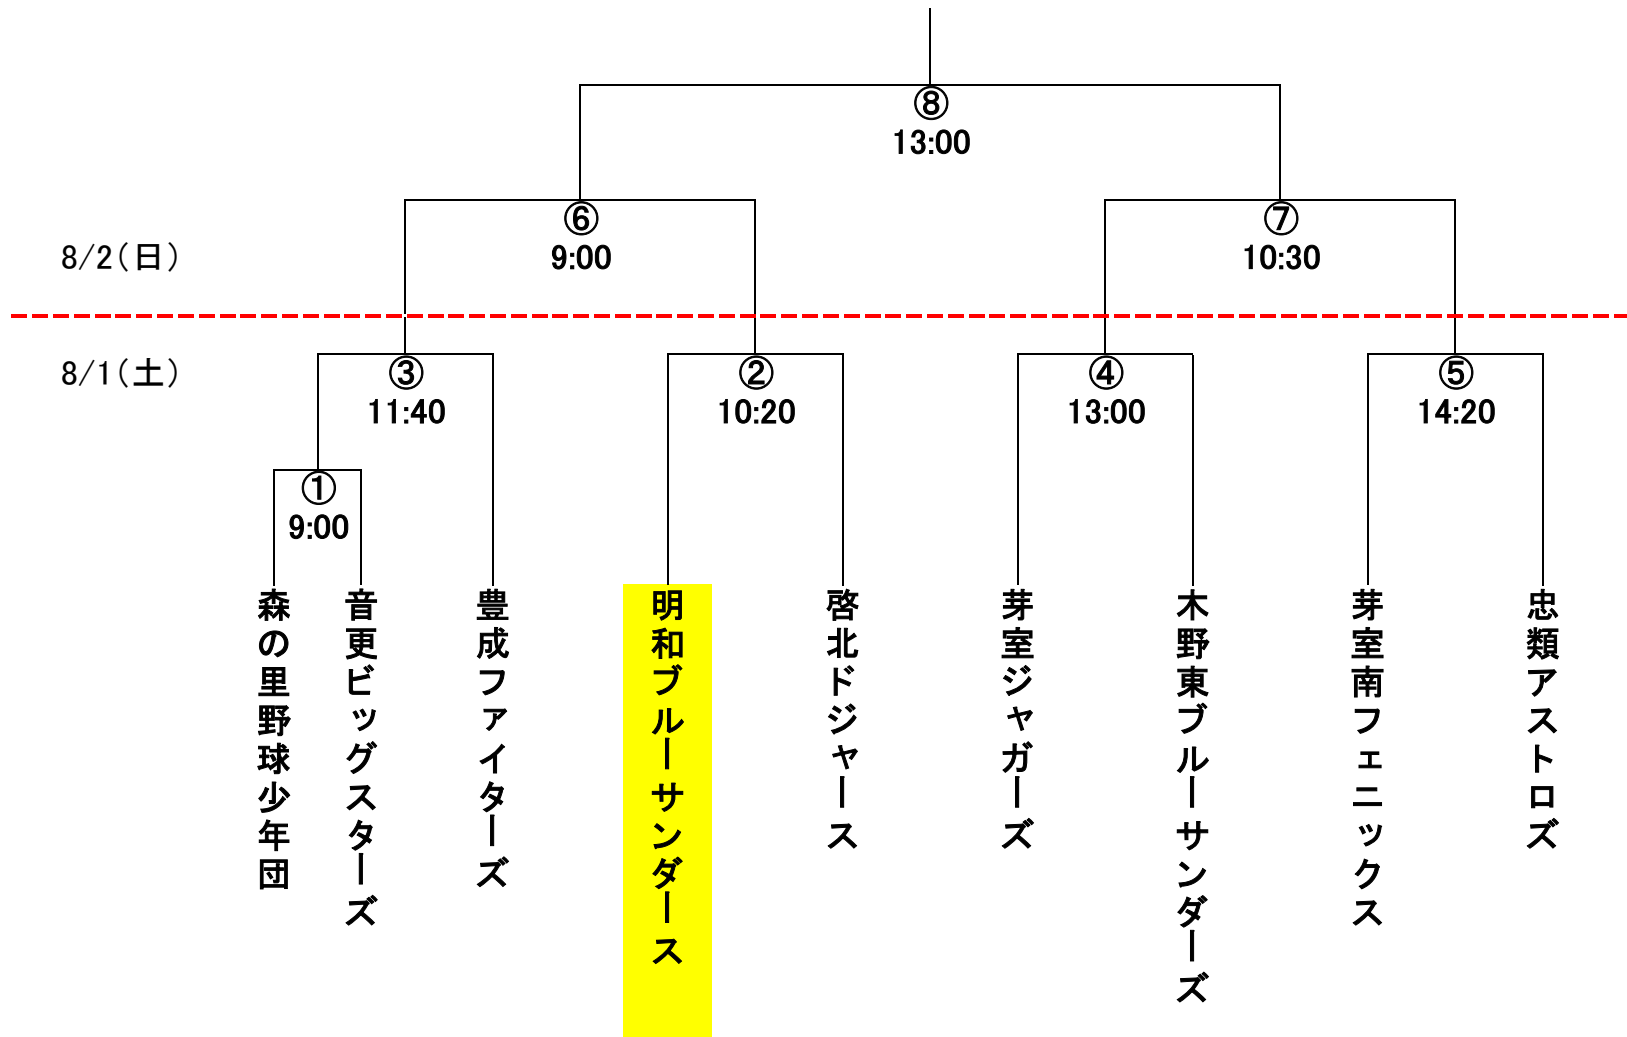 ⑧
13:00
⑥
9:00
⑦
10:30
8/2(日)
8/1(土)
③
11:40
②
10:20
④
13:00
⑤
14:20
①
9:00
森の里野球少年団
音更ビッグスターズ
豊成ファイターズ
明和ブルーサンダース
啓北ドジャース
芽室ジャガーズ
木野東ブルーサンダーズ
芽室南フェニックス
忠類アストロズ